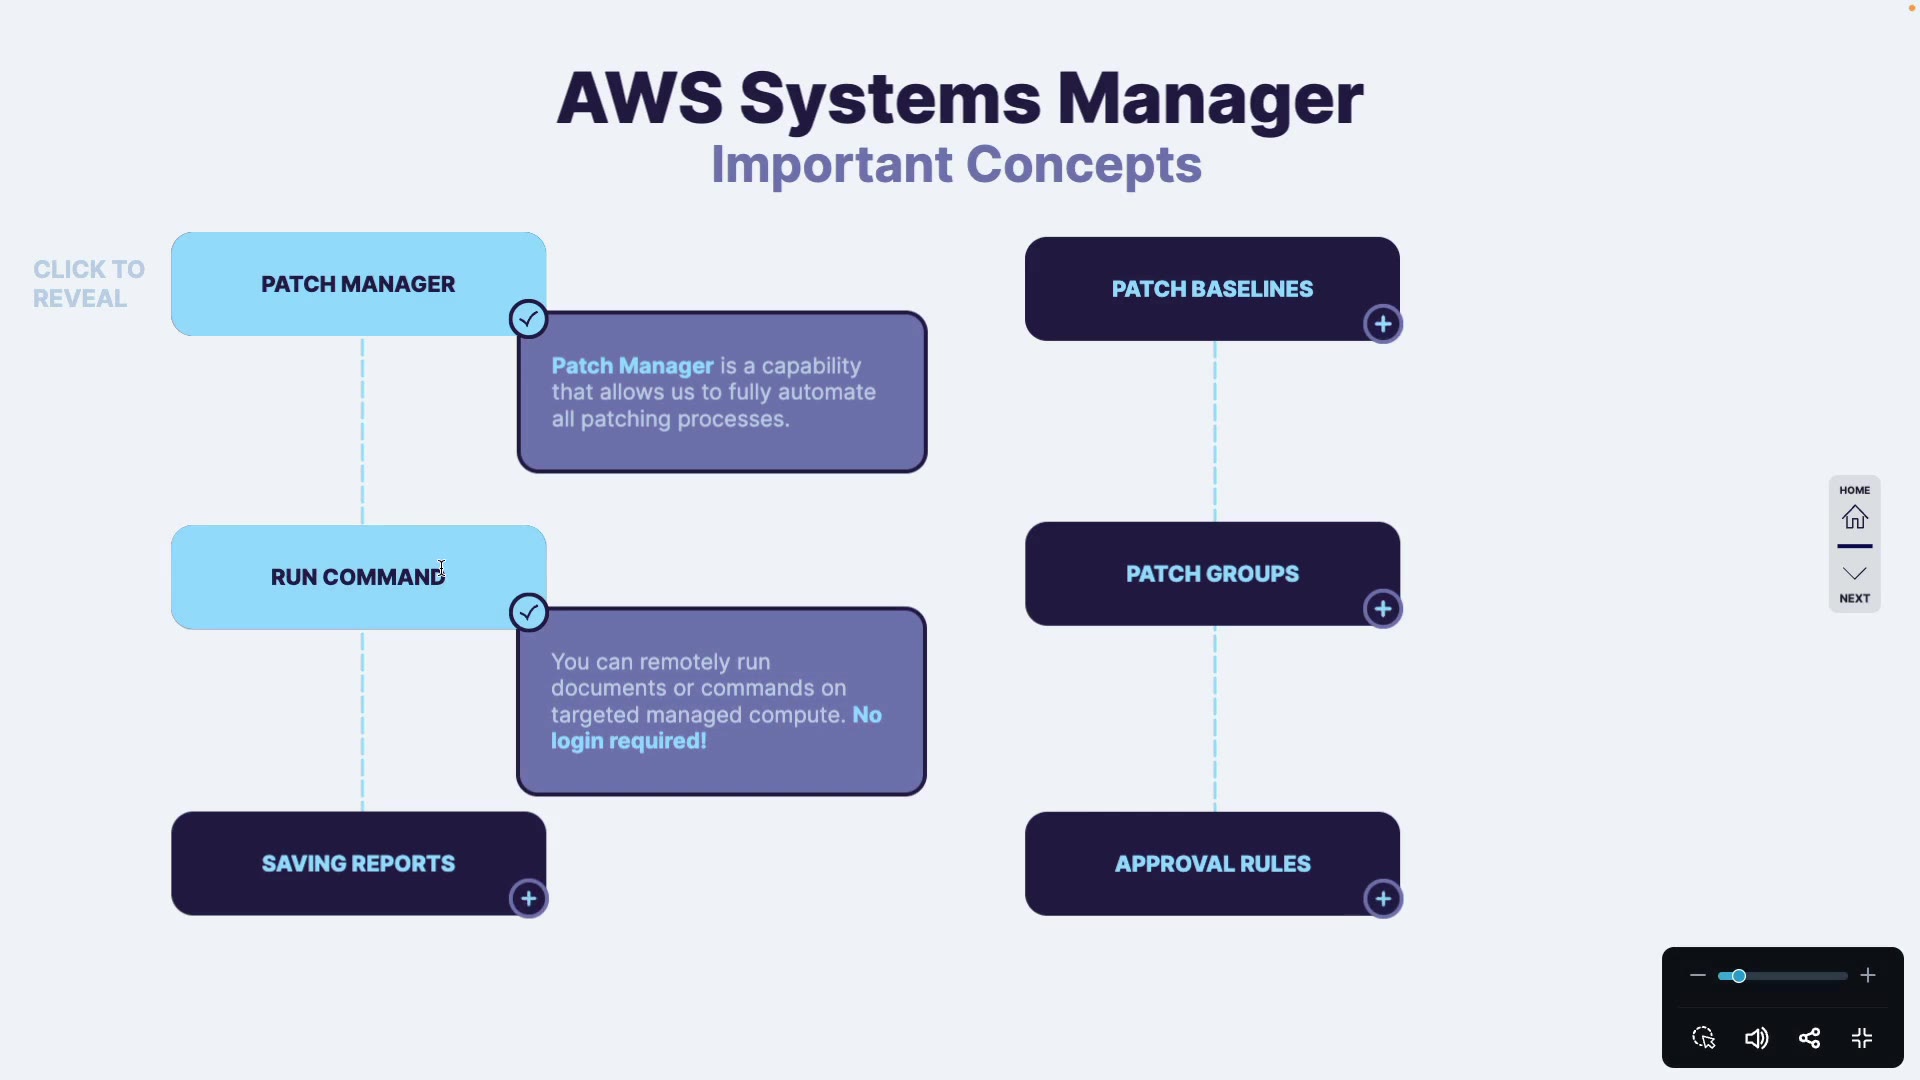 AWS Systems Manager
Important Concepts
CLICK TO
REVEAL
PATCH MANAGER
Patch Manager is a capability
that allows us to fully automate
all patching processes.
RUN COMMAND
You can remotely run
documents or commands on
targeted managed compute. No
login required!
SAVING REPORTS
PATCH BASELINES
PATCH GROUPS
APPROVAL RULES
HOME
NEXT